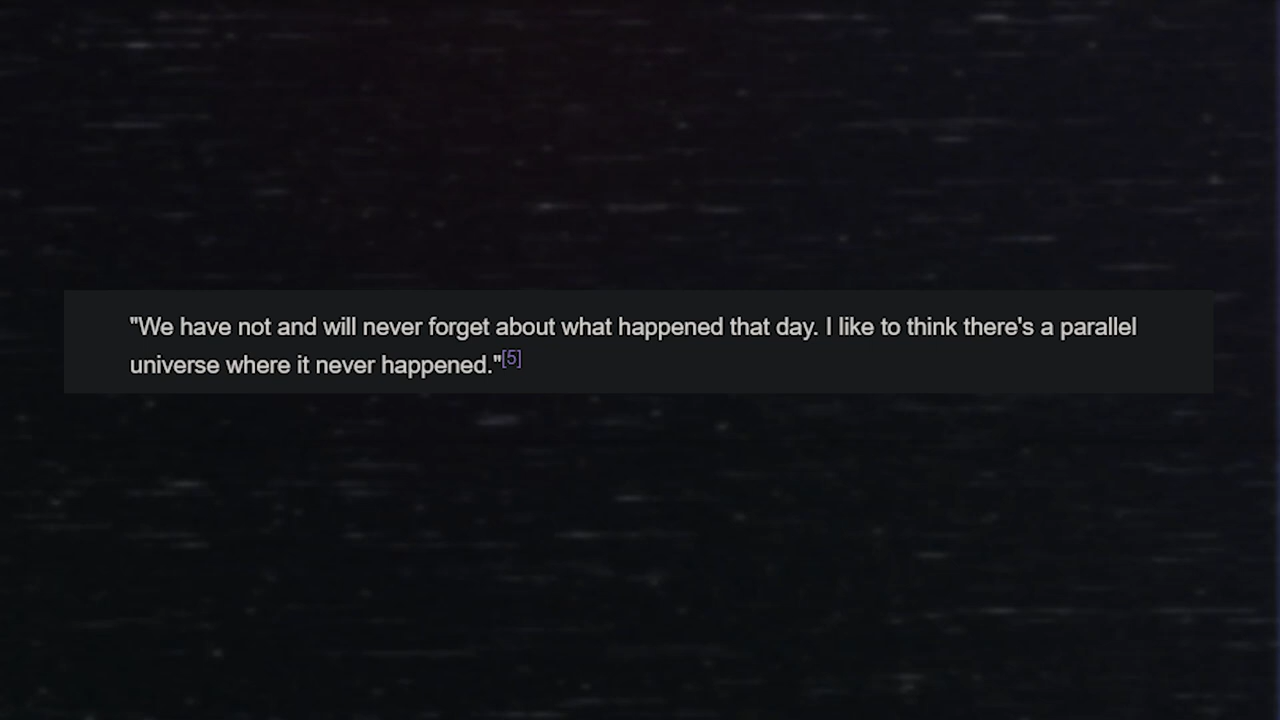 "We have not and will never forget about what happened that day. I like to think there's a parallel
universe where it never happened."[5]